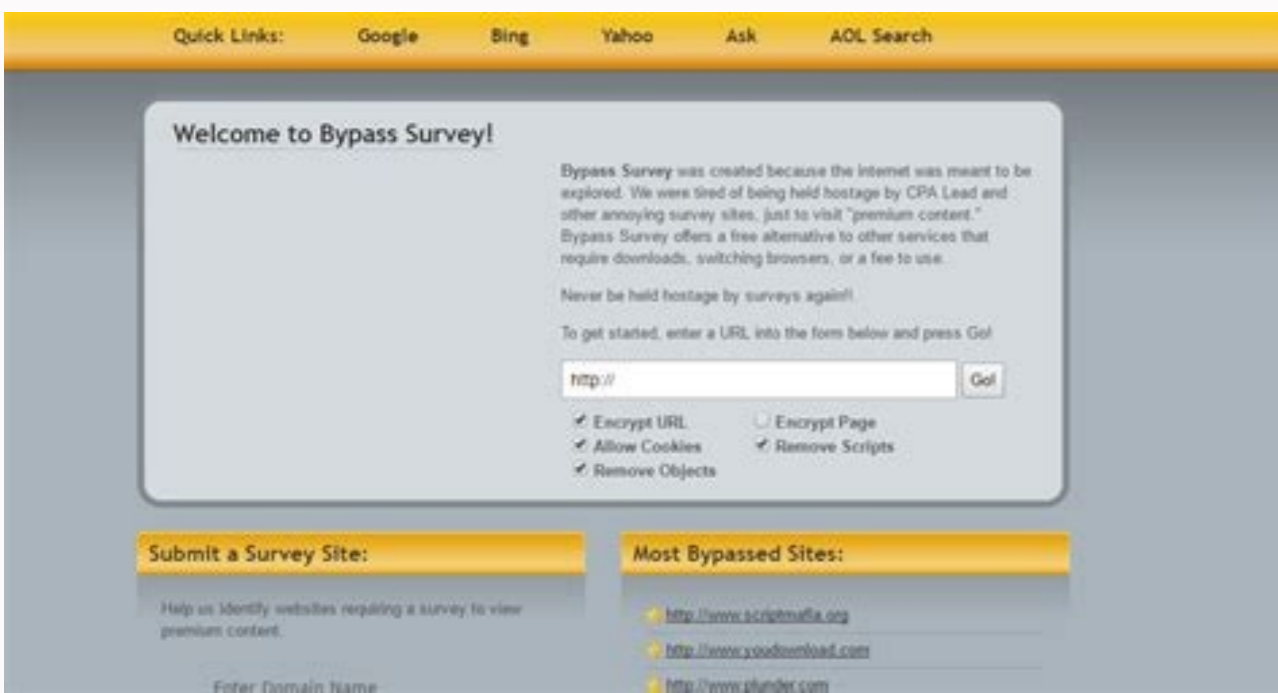 Quick Links: Google Bing Yahoo Ask AOL Search
Welcome to Bypass Survey!
Bypass Survey was created because the internet was meant to be
explored. We were tired of being held hostage by CPA Lead and
other annoying survey sites, just to visit "premium content."
Bypass Survey offers a free alternative to other services that
require downloads, switching browsers, or a fee to use.
Never be held hostage by surveys again!!
To get started, enter a URL into the form below and press Go!
http://
Go!
Encrypt URL
Encrypt Page
Allow Cookies
Remove Scripts
Remove Objects
Submit a Survey Site:
Help us identify websites requiring a survey to view
premium content.
Enter Domain Name
Most Bypassed Sites:
http://www.scriptmafia.org
http://www.youdownload.com
http://www.plunder.com